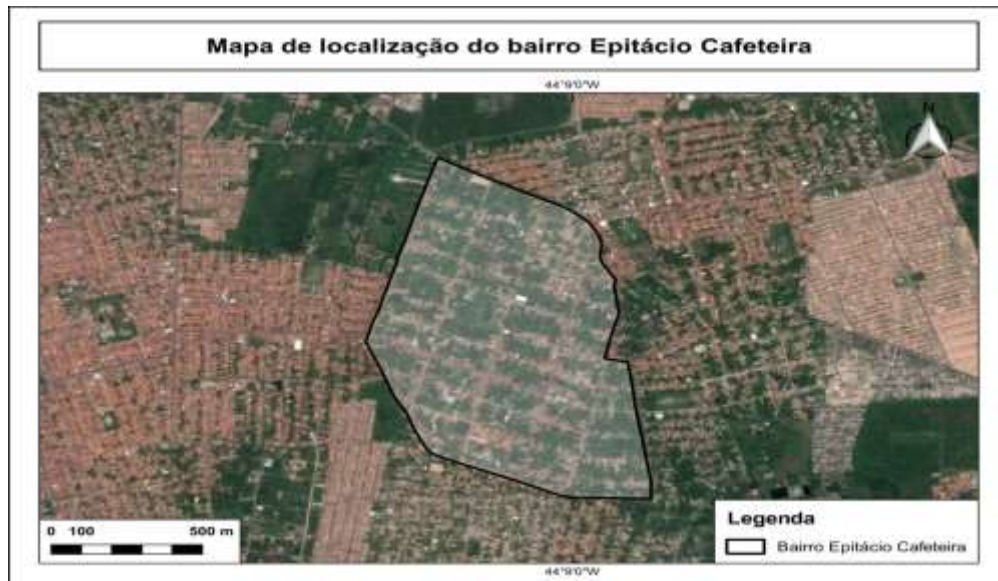 Mapa de localização do bairro Epitácio Cafeteira
44°9'0"W
N
0 100 500 m
Legenda
Bairro Epitácio Cafeteira
44°9'0"W